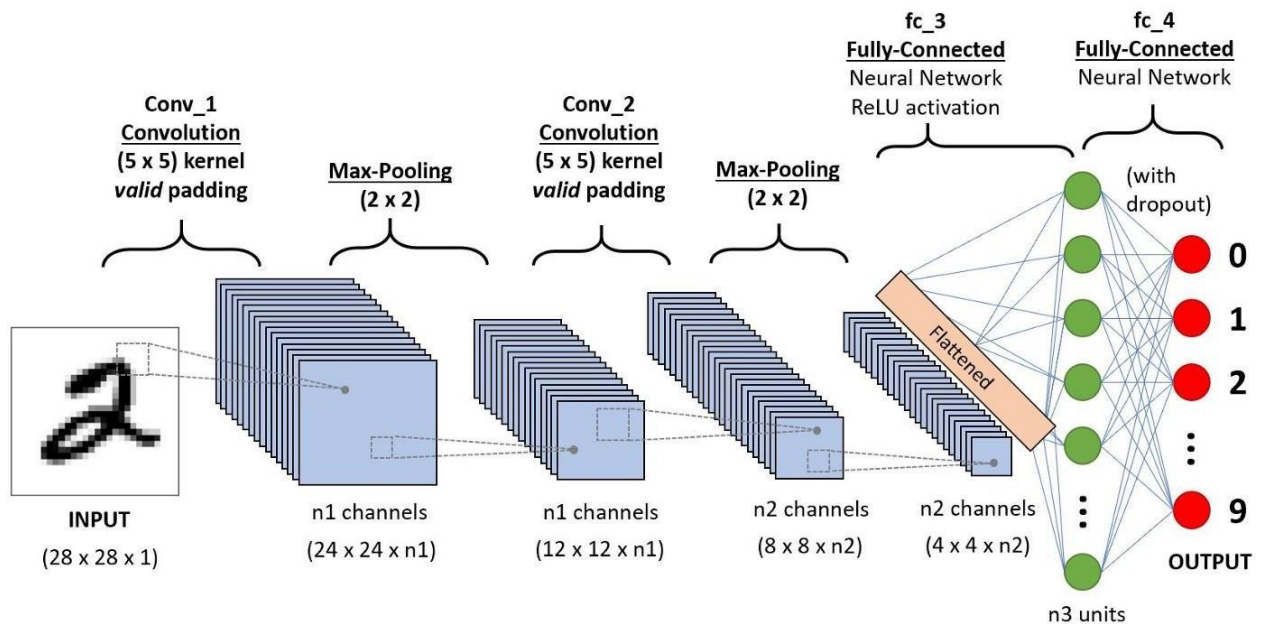 Conv_1
Convolution
(5 x 5) kernel
valid padding
Max-Pooling
(2 x 2)
Conv_2
Convolution
(5 x 5) kernel
valid padding
Max-Pooling
(2 x 2)
fc_3
Fully-Connected
Neural Network
ReLU activation
fc_4
Fully-Connected
Neural Network
(with
dropout)
Flattened
0
1
2
9
OUTPUT
2
INPUT
(28 x 28 x 1)
n1 channels
(24 x 24 x n1)
n1 channels
(12 x 12 x n1)
n2 channels
(8 x 8 x n2)
n2 channels
(4 x 4 x n2)
n3 units